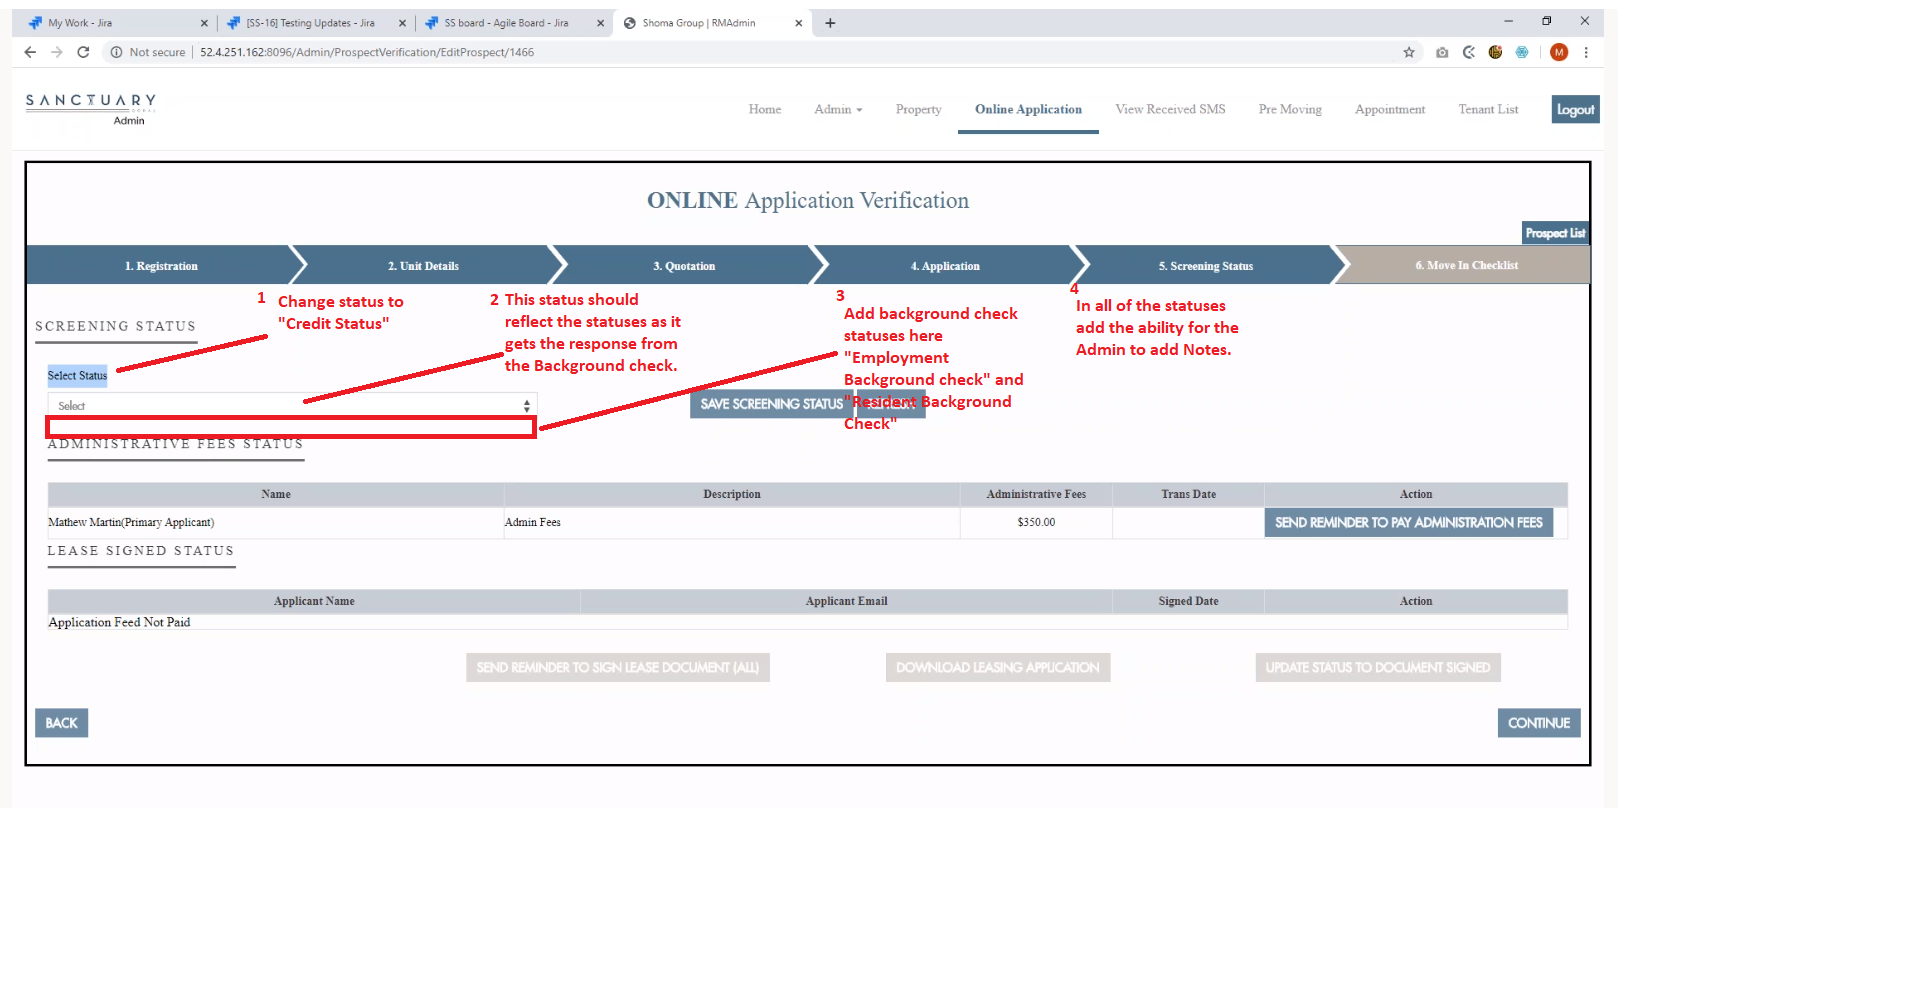 My Work - Jira
[SS-16] Testing Updates - Jira
SS board - Agile Board - Jira
Shoma Group | RMAdmin
Not secure | 52.4.251.162:8096/Admin/ProspectVerification/EditProspect/1466
M
SANCTUARY
Admin
Home
Admin
Property
Online Application
View Received SMS
Pre Moving
Appointment
Tenant List
Logout
ONLINE Application Verification
Prospect List
1. Registration
2. Unit Details
3. Quotation
4. Application
5. Screening Status
6. Move In Checklist
1 Change status to
"Credit Status"
2 This status should
reflect the statuses as it
gets the response from
the Background check.
3
Add background check
statuses here
"Employment
Background check" and
"Resident Background
Check"
4
In all of the statuses
add the ability for the
Admin to add Notes.
SCREENING STATUS
Select Status
Select
SAVE SCREENING STATUS
ADMINISTRATIVE FEES STATUS
Name Description Administrative Fees Trans Date Action
Mathew Martin(Primary Applicant) Admin Fees $350.00 SEND REMINDER TO PAY ADMINISTRATION FEES
LEASE SIGNED STATUS
Applicant Name Applicant Email Signed Date Action
Application Feed Not Paid
SEND REMINDER TO SIGN LEASE DOCUMENT (ALL)
DOWNLOAD LEASING APPLICATION
UPDATE STATUS TO DOCUMENT SIGNED
BACK
CONTINUE